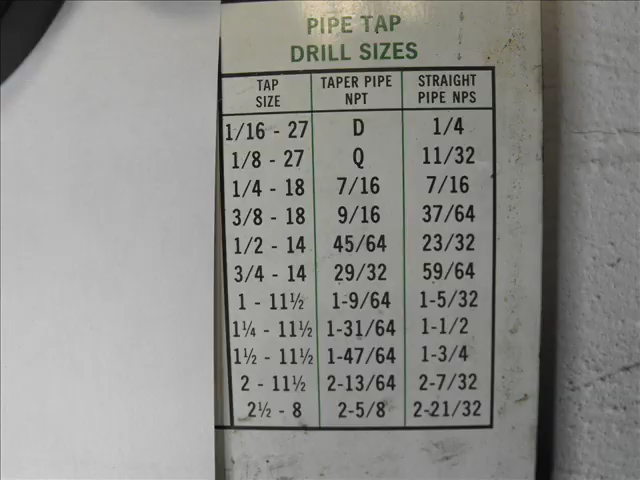 PIPE TAP
DRILL SIZES
TAP SIZE TAPER PIPE NPT STRAIGHT PIPE NPS
1/16 - 27 D 1/4
1/8 - 27 Q 11/32
1/4 - 18 7/16 7/16
3/8 - 18 9/16 37/64
1/2 - 14 45/64 23/32
3/4 - 14 29/32 59/64
1 - 11½ 1-9/64 1-5/32
1¼ - 11½ 1-31/64 1-1/2
1½ - 11½ 1-47/64 1-3/4
2 - 11½ 2-13/64 2-7/32
2½ - 8 2-5/8 2-21/32